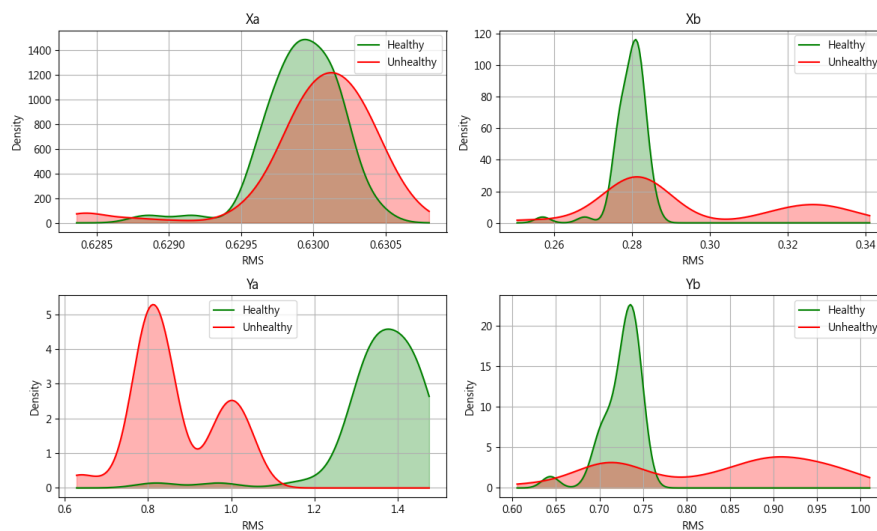 Xa
Density
1400
1200
1000
800
600
400
200
0
Healthy
Unhealthy
0.6285
0.6290
0.6295
0.6300
0.6305
RMS
Xb
Density
120
100
80
60
40
20
0
Healthy
Unhealthy
0.26
0.28
0.30
0.32
0.34
RMS
Ya
Density
5
4
3
2
1
0
Healthy
Unhealthy
0.6
0.8
1.0
1.2
1.4
RMS
Yb
Density
20
15
10
5
0
Healthy
Unhealthy
0.60
0.65
0.70
0.75
0.80
0.85
0.90
0.95
1.00
RMS